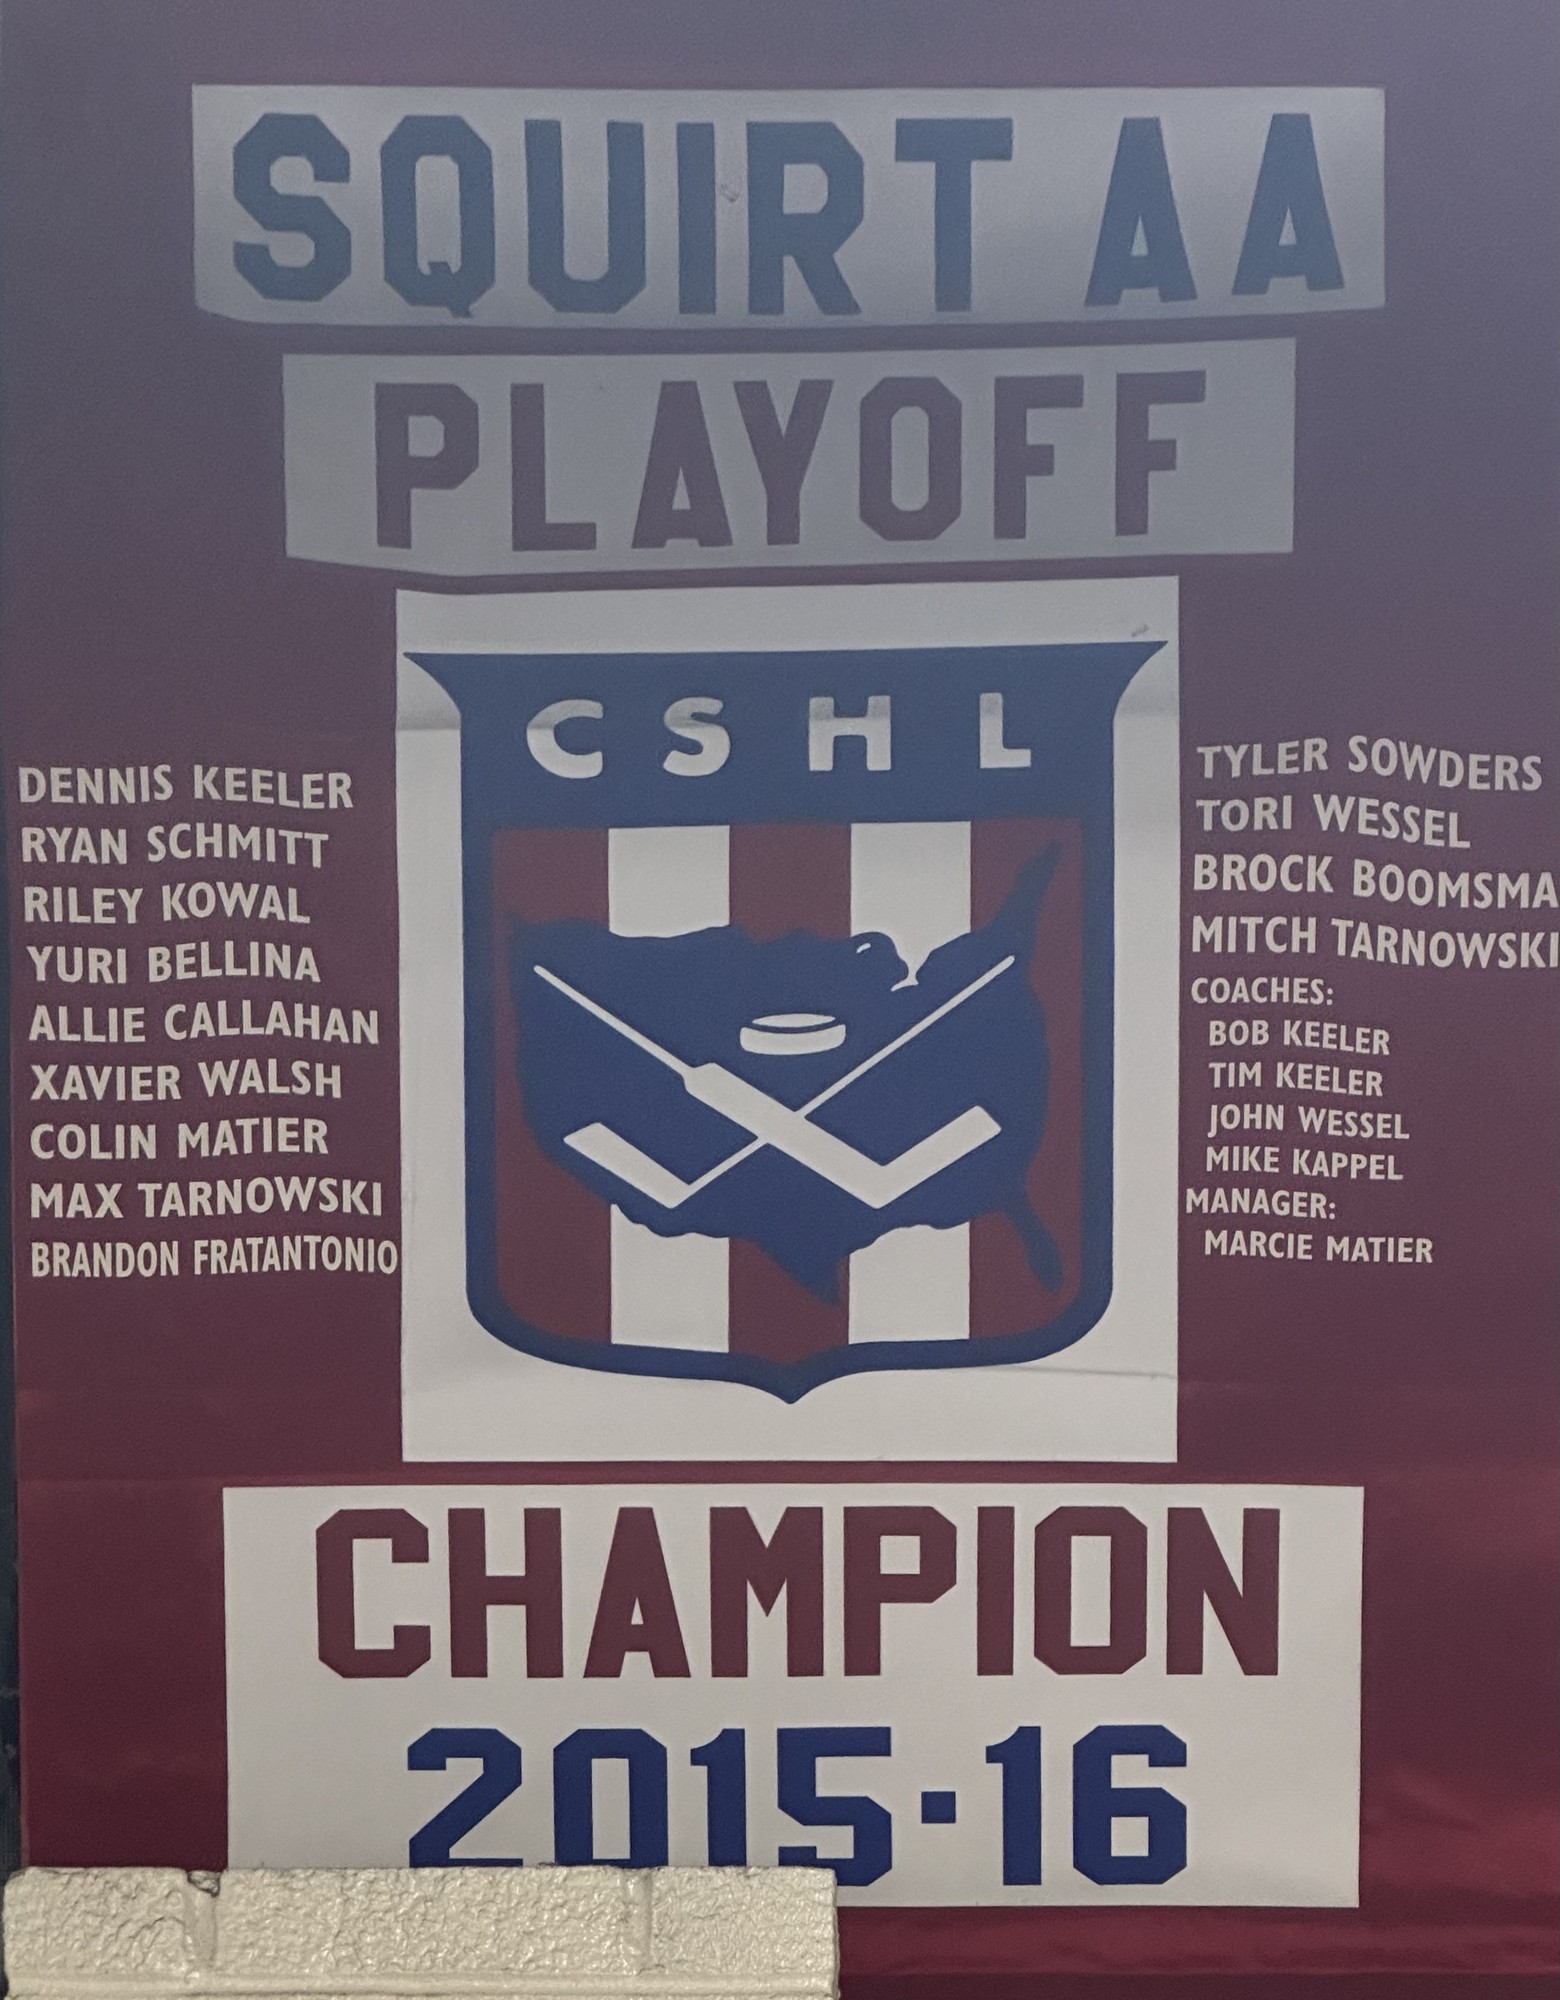 SQUIRT AA
PLAYOFF
CSHL
DENNIS KEELER
RYAN SCHMITT
RILEY KOWAL
YURI BELLINA
ALLIE CALLAHAN
XAVIER WALSH
COLIN MATIER
MAX TARNOWSKI
BRANDON FRATANTONIO
TYLER SOWDERS
TORI WESSEL
BROCK BOOMSMA
MITCH TARNOWSKI
COACHES:
BOB KEELER
TIM KEELER
JOHN WESSEL
MIKE KAPPEL
MANAGER:
MARCIE MATIER
CHAMPION
2015-16